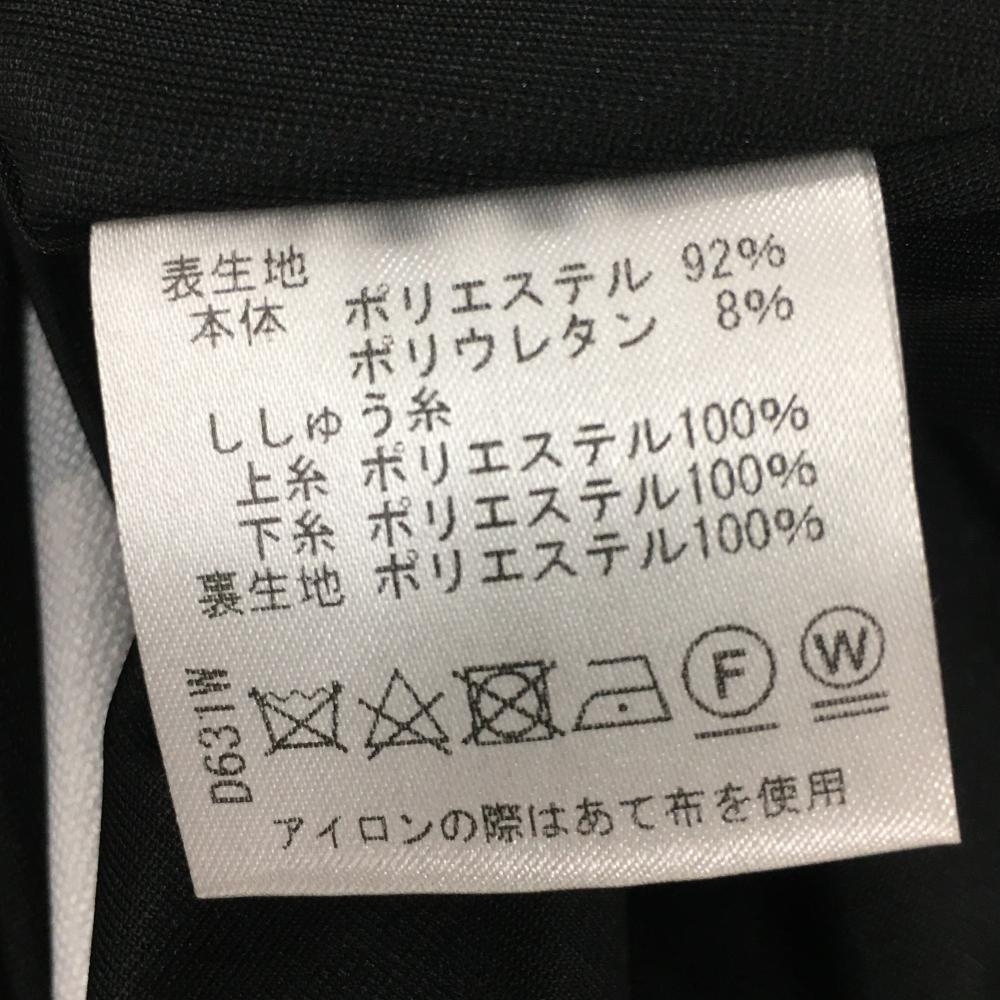 表生地
本体 ポリエステル 92%
ポリウレタン 8%
ししゅう糸
上糸 ポリエステル100%
下糸 ポリエステル100%
裏生地 ポリエステル100%
D631W
F
W
アイロンの際はあて布を使用